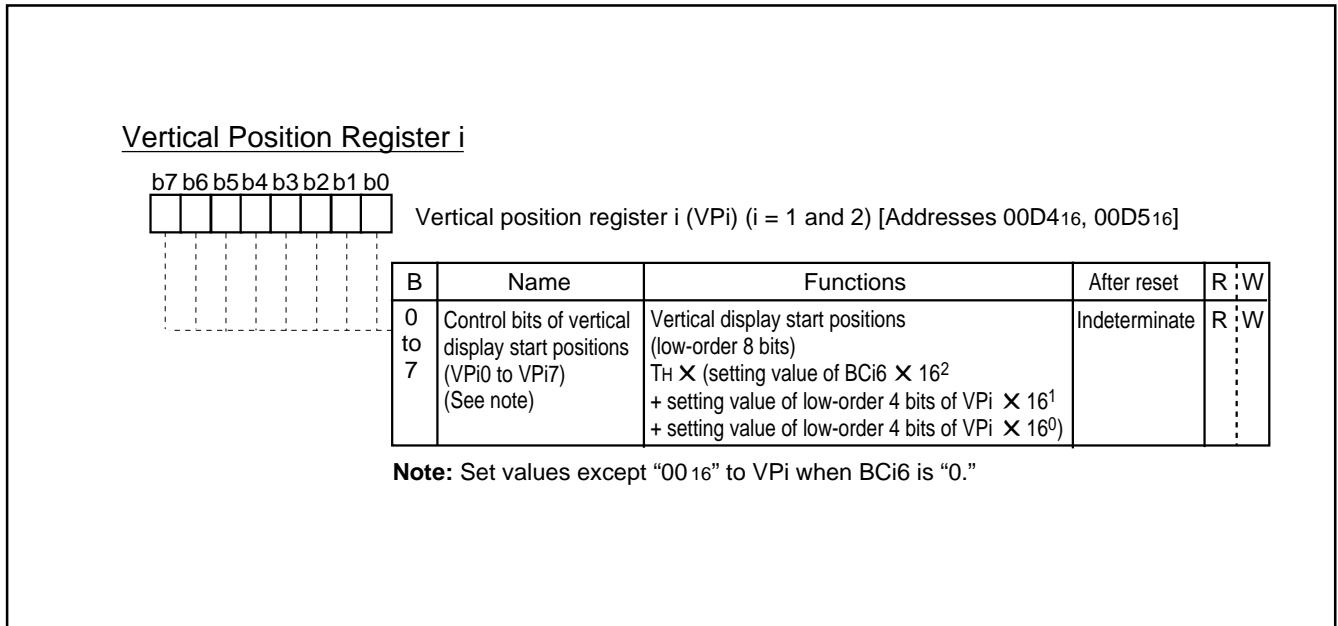 Vertical Position Register i
b7 b6 b5 b4 b3 b2 b1 b0
Vertical position register i (VPi) (i = 1 and 2) [Addresses 00D416, 00D516]
B Name Functions After reset R W
0 to 7
Control bits of vertical
display start positions
(VPi0 to VPi7)
(See note)
Vertical display start positions
(low-order 8 bits)
TH ✕ (setting value of BCi6 ✕ 16²
+ setting value of low-order 4 bits of VPi ✕ 16¹
+ setting value of low-order 4 bits of VPi ✕ 16⁰)
Indeterminate
R W
Note: Set values except “0016” to VPi when BCi6 is “0.”